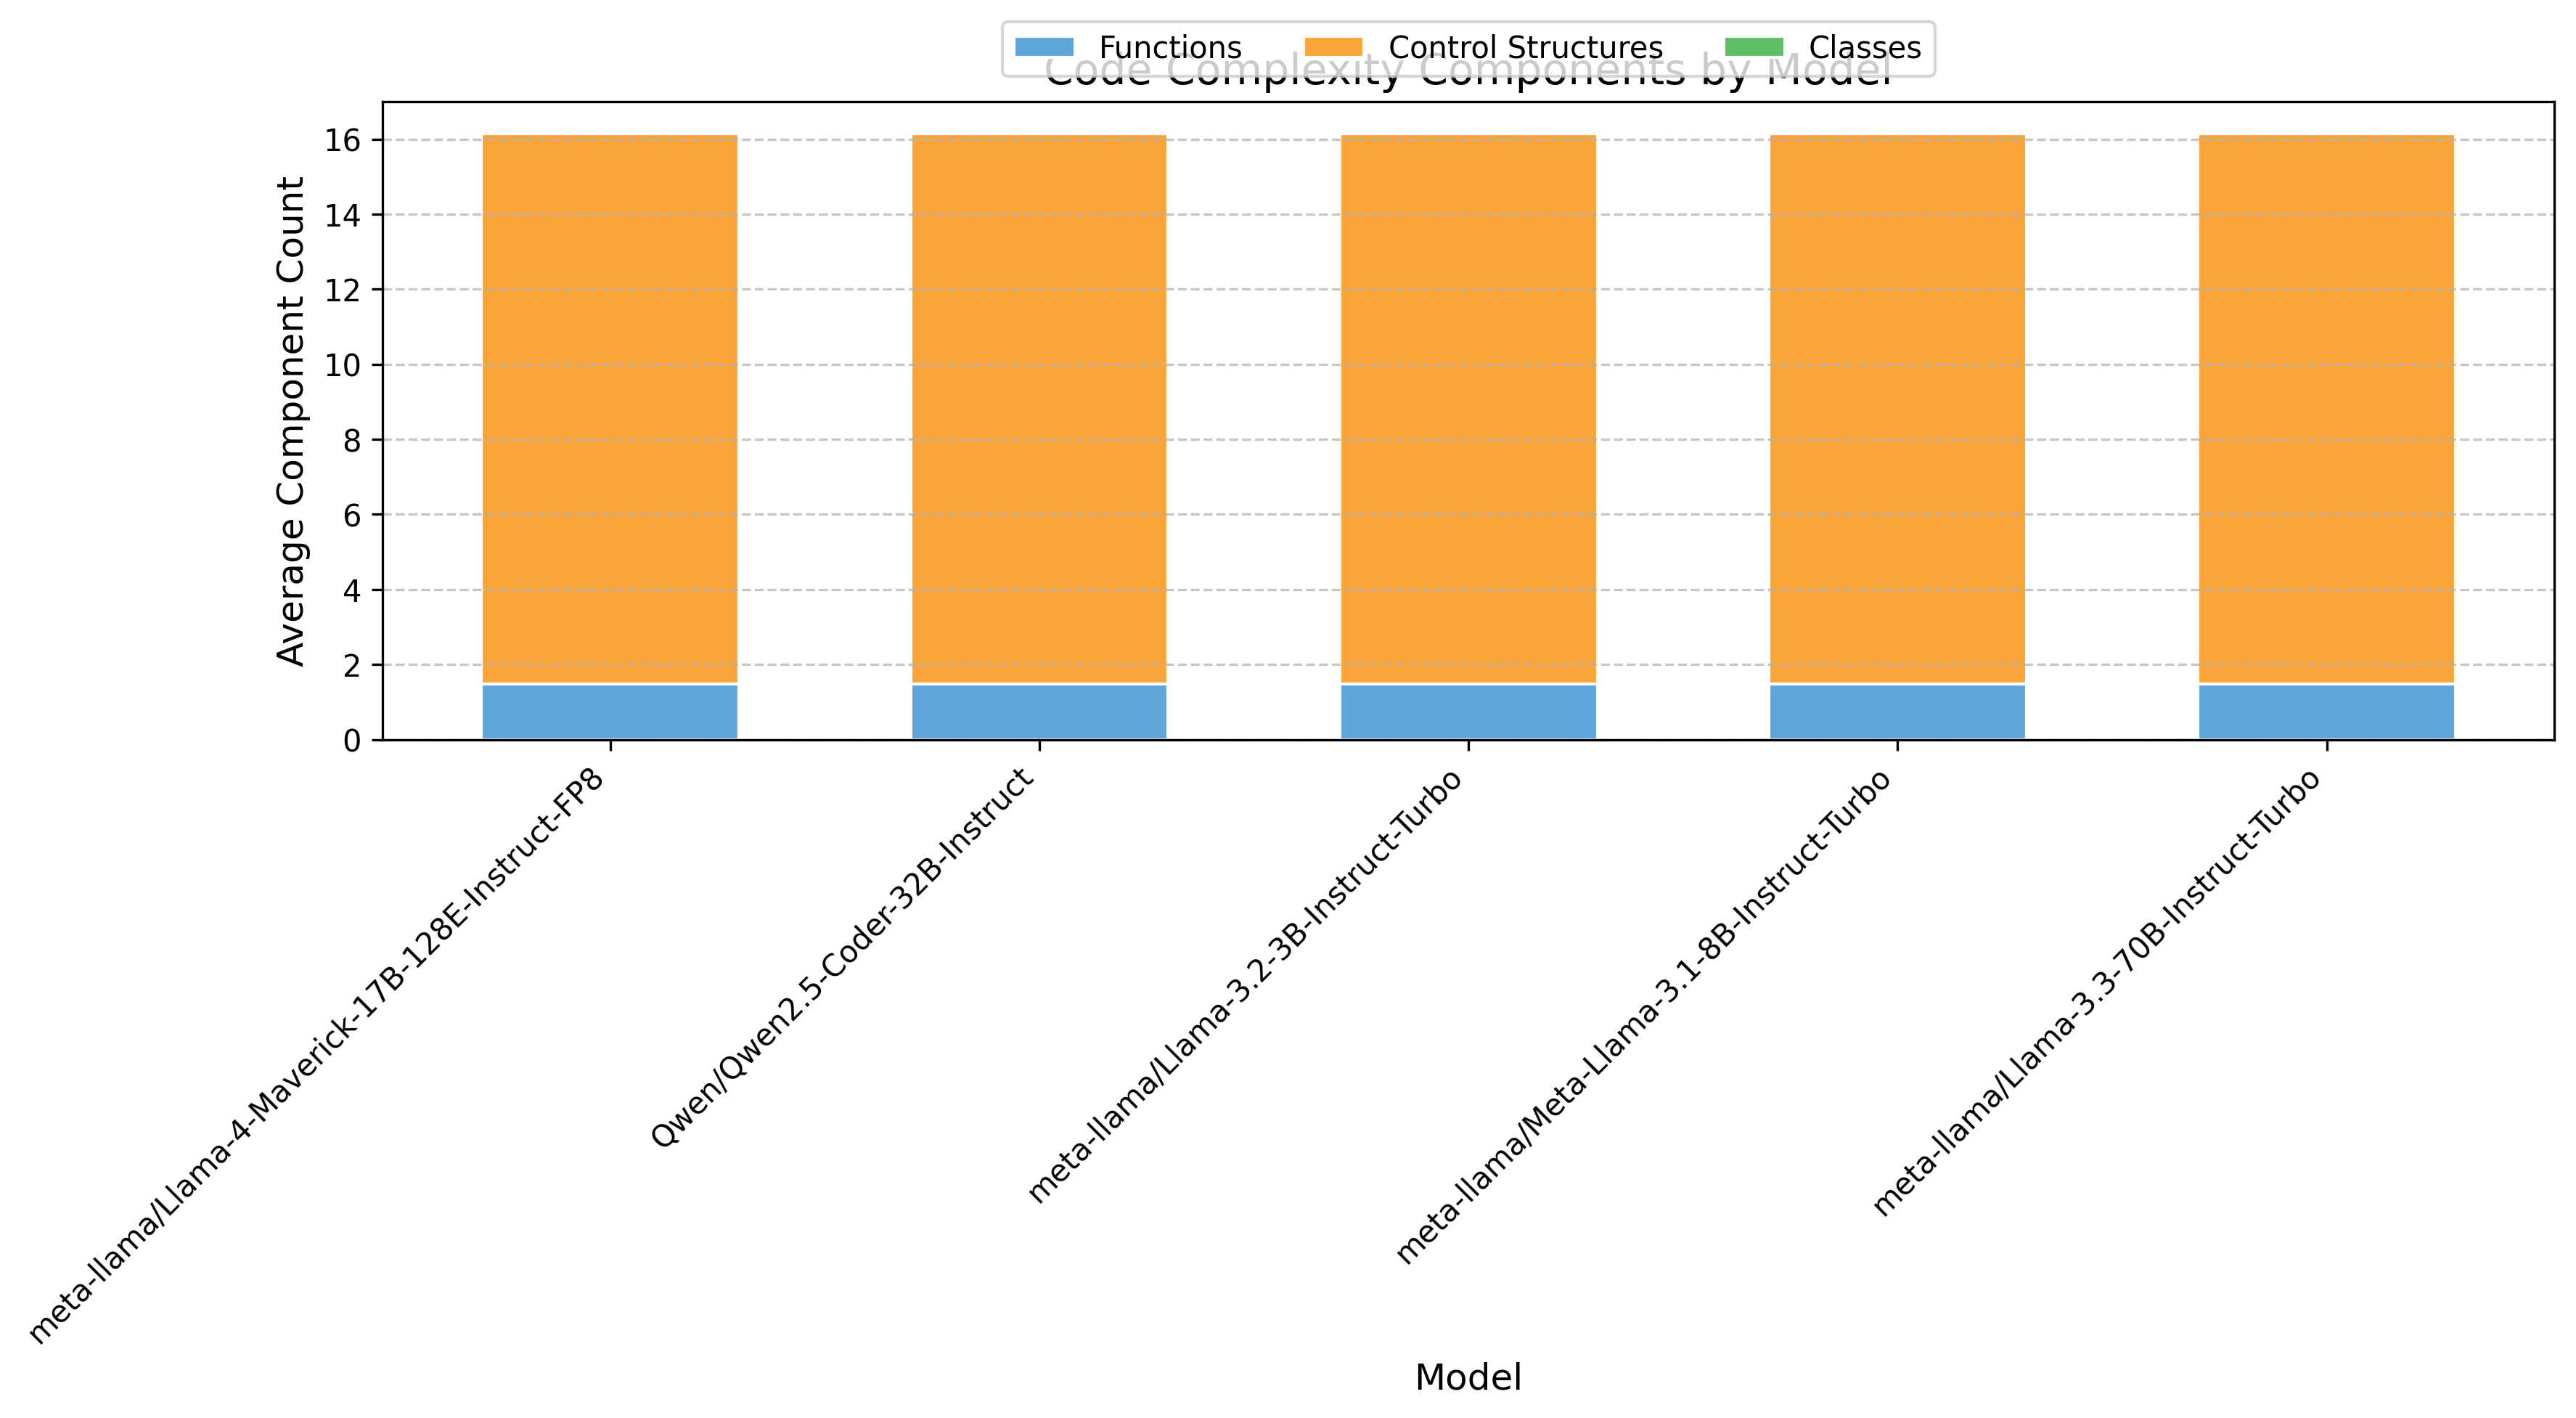 Functions Control Structures Classes
Code Complexity Components by Model
Average Component Count
16
14
12
10
8
6
4
2
0
meta-llama/Llama-4-Maverick-17B-128E-Instruct-FP8
Qwen/Qwen2.5-Coder-32B-Instruct
meta-llama/Llama-3.2-3B-Instruct-Turbo
meta-llama/Meta-Llama-3.1-8B-Instruct-Turbo
meta-llama/Llama-3.3-70B-Instruct-Turbo
Model